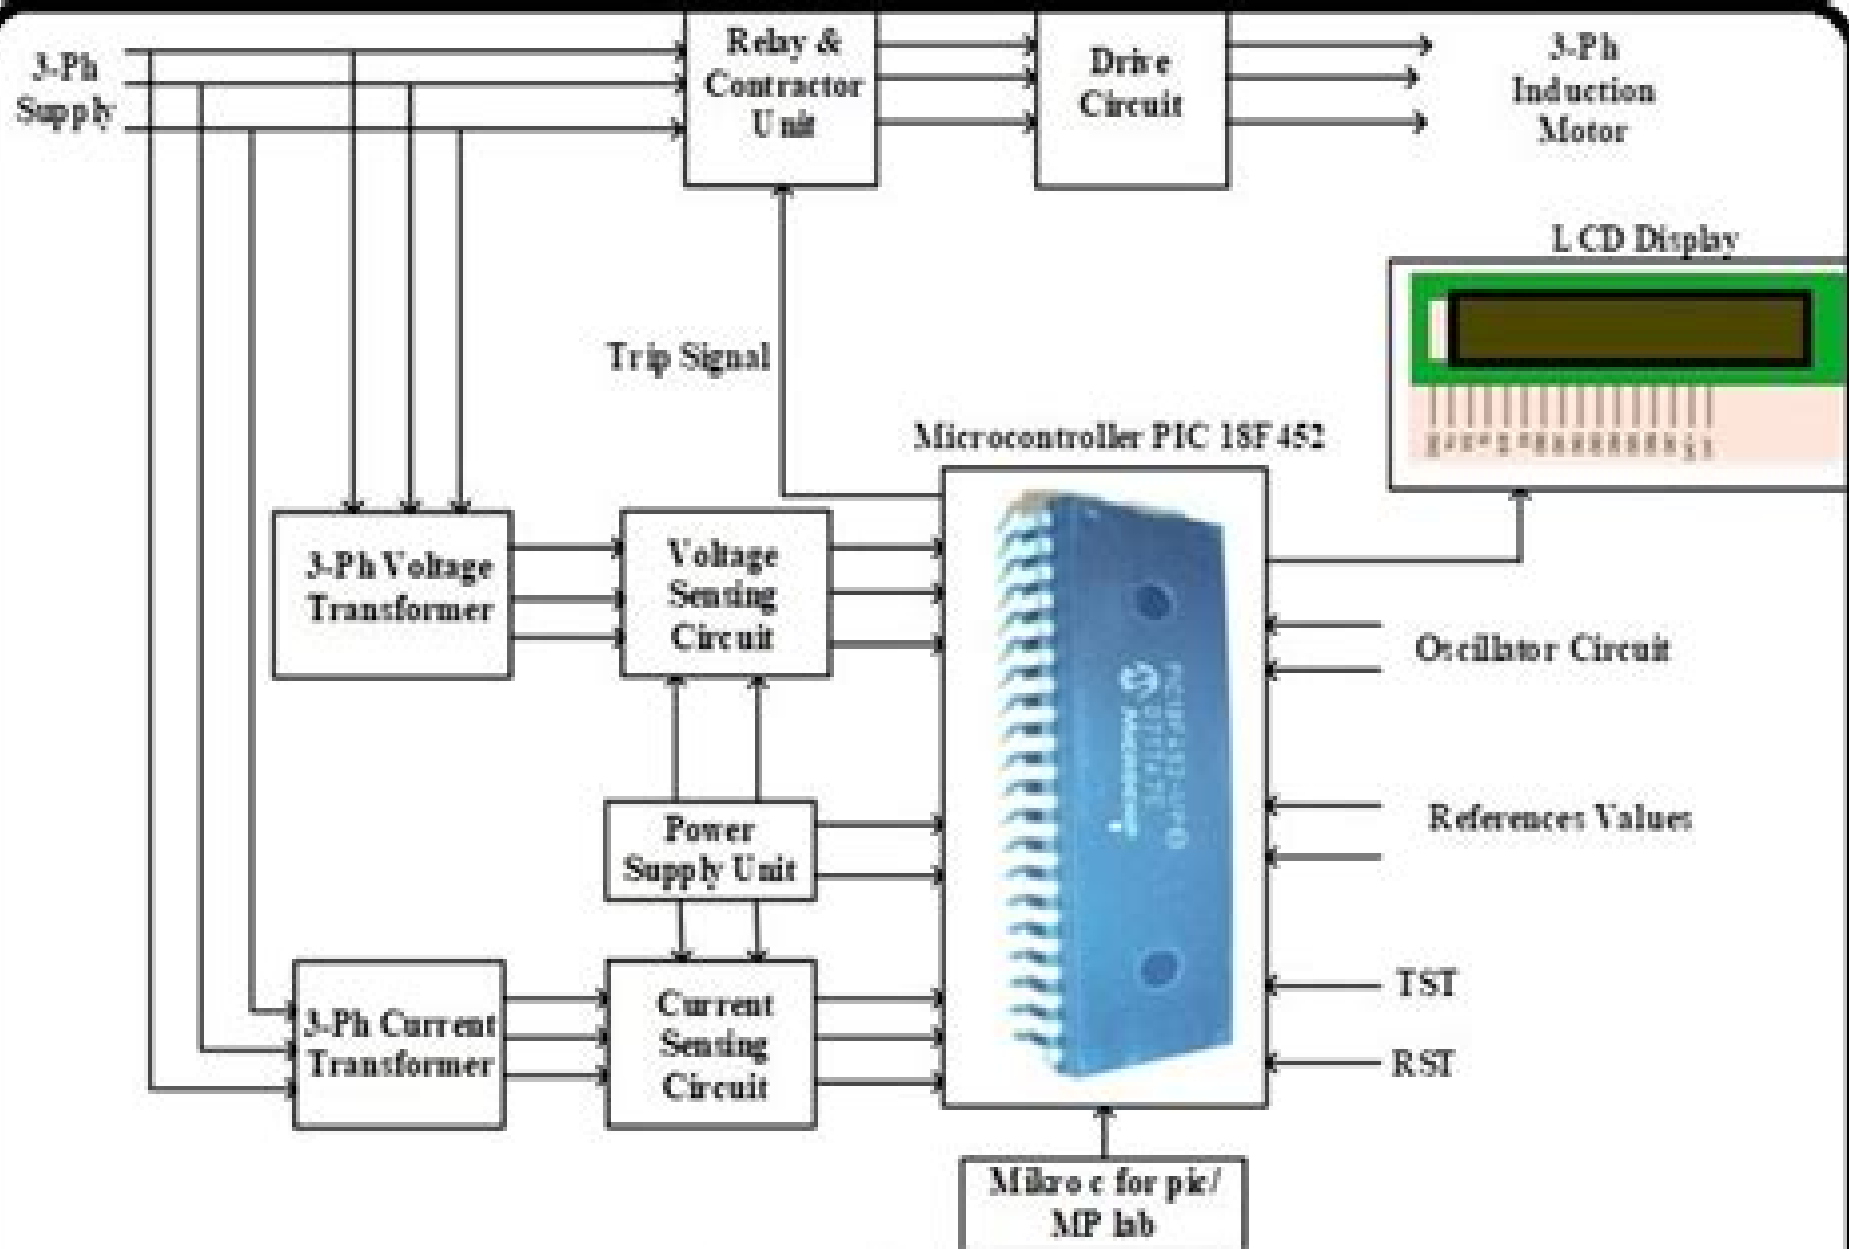 3-Ph
Supply
Relay &
Contractor
Unit
Drive
Circuit
3-Ph
Induction
Motor
LCD Display
Trip Signal
Microcontroller PIC 18F452
3-Ph Voltage
Transformer
Voltage
Sensing
Circuit
Oscillator Circuit
Power
Supply Unit
References Values
3-Ph Current
Transformer
Current
Sensing
Circuit
TST
RST
Mikro c for pic/
MP lab